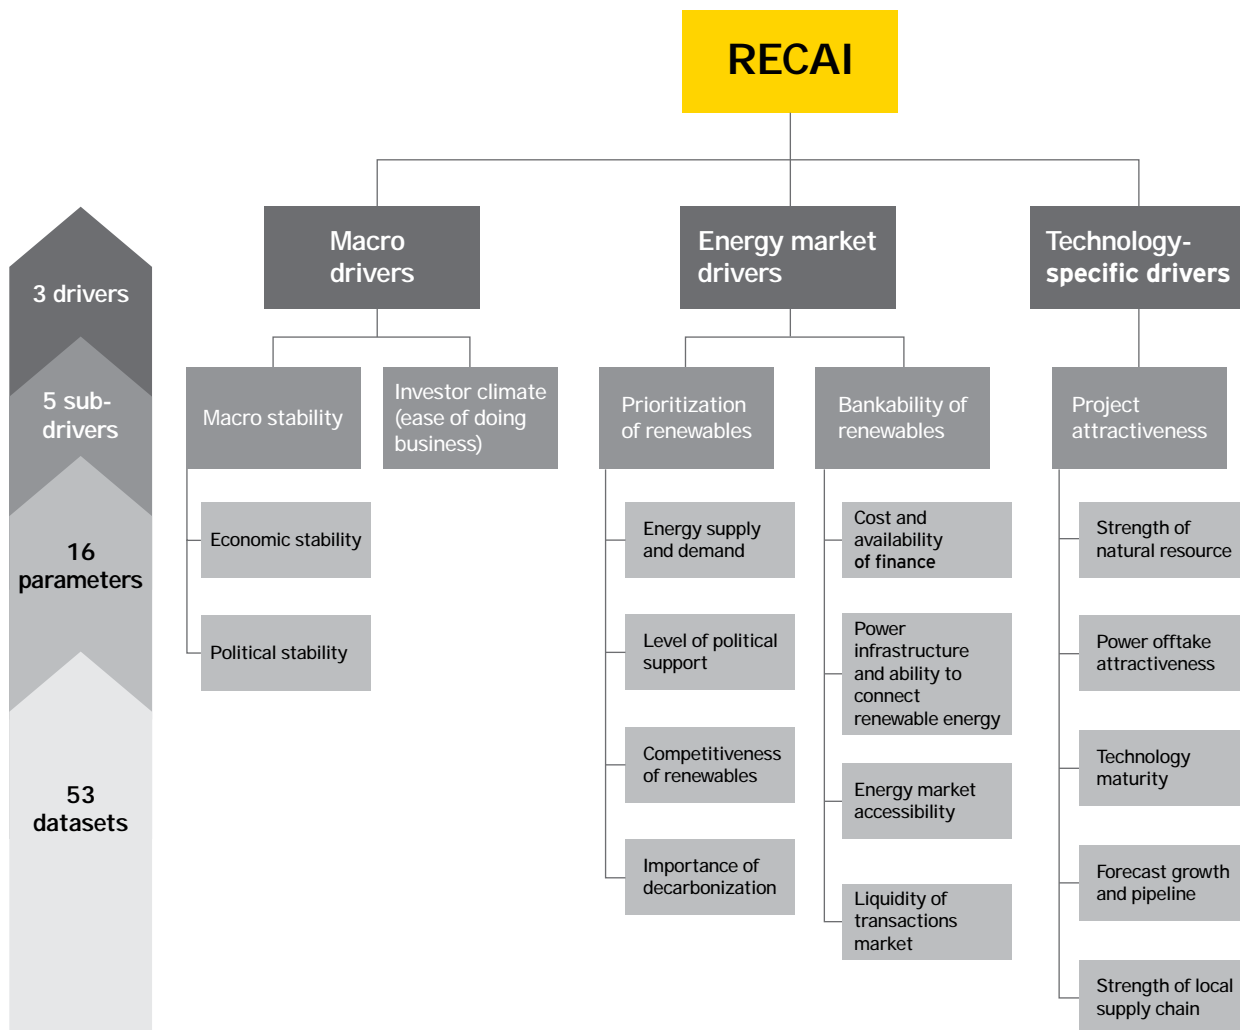 RECAI
Macro
drivers
Energy market
drivers
Technology-
specific drivers
3 drivers
5 sub-
drivers
16
parameters
53
datasets
Macro stability
Investor climate
(ease of doing
business)
Prioritization
of renewables
Bankability of
renewables
Project
attractiveness
Economic stability
Political stability
Energy supply
and demand
Level of political
support
Competitiveness
of renewables
Importance of
decarbonization
Cost and
availability
of finance
Power
infrastructure
and ability to
connect
renewable energy
Energy market
accessibility
Liquidity of
transactions
market
Strength of
natural resource
Power offtake
attractiveness
Technology
maturity
Forecast growth
and pipeline
Strength of local
supply chain